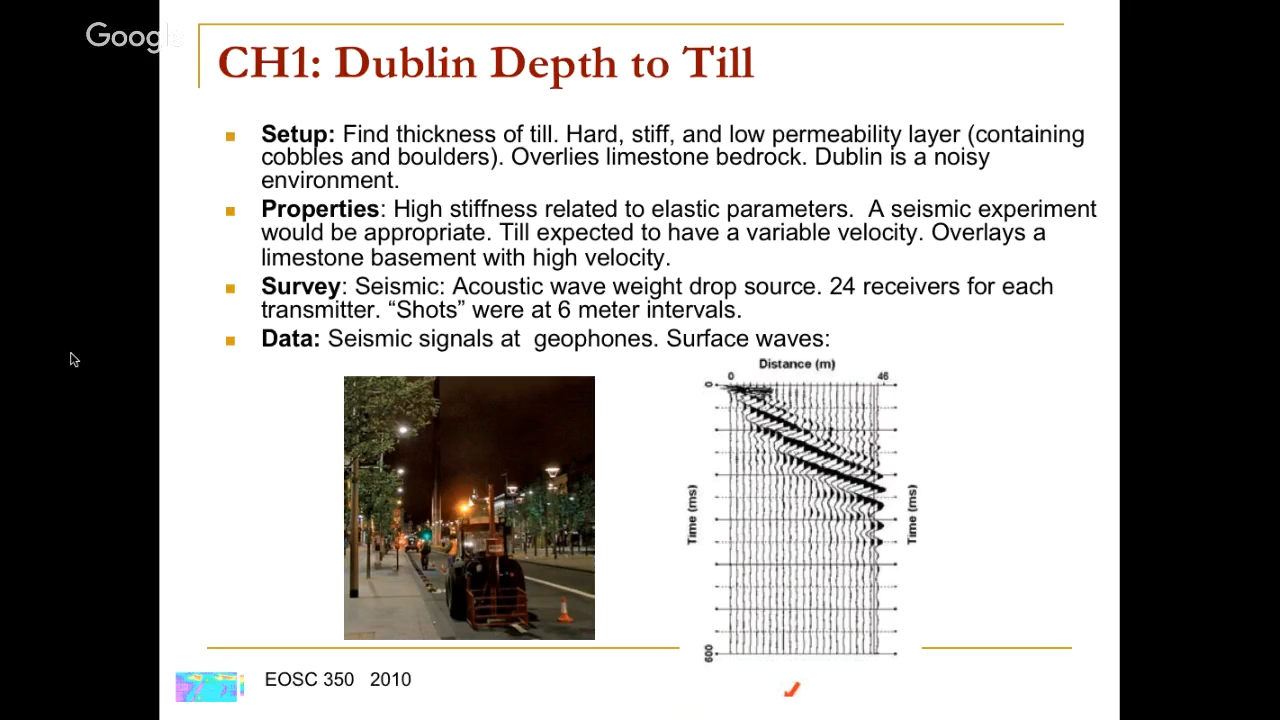 Google
CH1: Dublin Depth to Till
Setup: Find thickness of till. Hard, stiff, and low permeability layer (containing
cobbles and boulders). Overlies limestone bedrock. Dublin is a noisy
environment.
Properties: High stiffness related to elastic parameters. A seismic experiment
would be appropriate. Till expected to have a variable velocity. Overlays a
limestone basement with high velocity.
Survey: Seismic: Acoustic wave weight drop source. 24 receivers for each
transmitter. “Shots” were at 6 meter intervals.
Data: Seismic signals at geophones. Surface waves:
Distance (m)
0 46
0
Time (ms)
Time (ms)
600
EOSC 350 2010